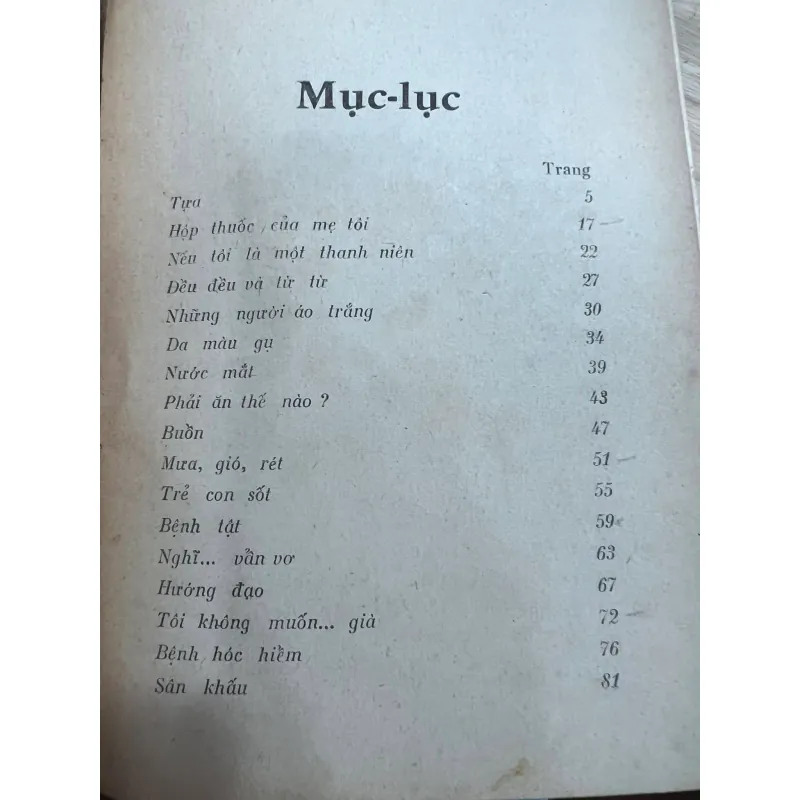 Mục-lục
Trang
Tựa 5
Hộp thuốc của mẹ tôi 17
Nếu tôi là một thanh niên 22
Đều đều và từ từ 27
Những người áo trắng 30
Da màu gụ 34
Nước mắt 39
Phải ăn thế nào ? 43
Buồn 47
Mưa, gió, rét 51
Trẻ con sốt 55
Bệnh tật 59
Nghĩ... vẩn vơ 63
Hướng đạo 67
Tôi không muốn... già 72
Bệnh hóc hiểm 76
Sân khấu 81